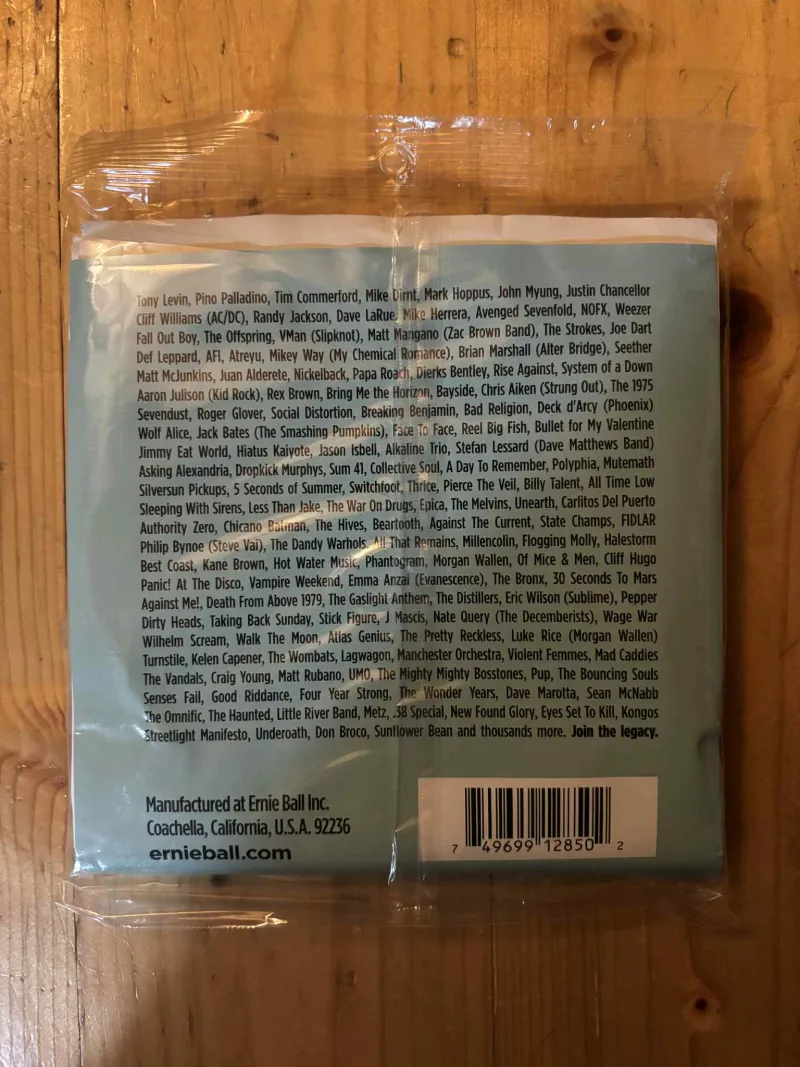 Tony Levin, Pino Palladino, Tim Commerford, Mike Dirnt, Mark Hoppus, John Myung, Justin Chancellor
Cliff Williams (AC/DC), Randy Jackson, Dave LaRue, Mike Herrera, Avenged Sevenfold, NOFX, Weezer
Fall Out Boy, The Offspring, VMan (Slipknot), Matt Mangano (Zac Brown Band), The Strokes, Joe Dart
Def Leppard, AFI, Atreyu, Mikey Way (My Chemical Romance), Brian Marshall (Alter Bridge), Seether
Matt McJunkins, Juan Alderete, Nickelback, Papa Roach, Dierks Bentley, Rise Against, System of a Down
Aaron Julison (Kid Rock), Rex Brown, Bring Me the Horizon, Bayside, Chris Aiken (Strung Out), The 1975
Sevendust, Roger Glover, Social Distortion, Breaking Benjamin, Bad Religion, Deck d'Arcy (Phoenix)
Wolf Alice, Jack Bates (The Smashing Pumpkins), Face To Face, Reel Big Fish, Bullet for My Valentine
Jimmy Eat World, Hiatus Kaiyote, Jason Isbell, Alkaline Trio, Stefan Lessard (Dave Matthews Band)
Asking Alexandria, Dropkick Murphys, Sum 41, Collective Soul, A Day To Remember, Polyphia, Mutemath
Silversun Pickups, 5 Seconds of Summer, Switchfoot, Thrice, Pierce The Veil, Billy Talent, All Time Low
Sleeping With Sirens, Less Than Jake, The War On Drugs, Epica, The Melvins, Unearth, Carlitos Del Puerto
Authority Zero, Chicano Batman, The Hives, Beartooth, Against The Current, State Champs, FIDLAR
Philip Bynoe (Steve Vai), The Dandy Warhols, All That Remains, Millencolin, Flogging Molly, Halestorm
Best Coast, Kane Brown, Hot Water Music, Phantogram, Morgan Wallen, Of Mice & Men, Cliff Hugo
Panic! At The Disco, Vampire Weekend, Emma Anzai (Evanescence), The Bronx, 30 Seconds To Mars
Against Me!, Death From Above 1979, The Gaslight Anthem, The Distillers, Eric Wilson (Sublime), Pepper
Dirty Heads, Taking Back Sunday, Stick Figure, J Mascis, Nate Query (The Decemberists), Wage War
Wilhelm Scream, Walk The Moon, Atlas Genius, The Pretty Reckless, Luke Rice (Morgan Wallen)
Turnstile, Kelen Capener, The Wombats, Lagwagon, Manchester Orchestra, Violent Femmes, Mad Caddies
The Vandals, Craig Young, Matt Rubano, UMO, The Mighty Mighty Bosstones, Pup, The Bouncing Souls
Senses Fail, Good Riddance, Four Year Strong, The Wonder Years, Dave Marotta, Sean McNabb
The Omnific, The Haunted, Little River Band, Metz, .38 Special, New Found Glory, Eyes Set To Kill, Kongos
Streetlight Manifesto, Underoath, Don Broco, Sunflower Bean and thousands more. Join the legacy.
Manufactured at Ernie Ball Inc.
Coachella, California, U.S.A. 92236
ernieball.com
7 49699 12850 2